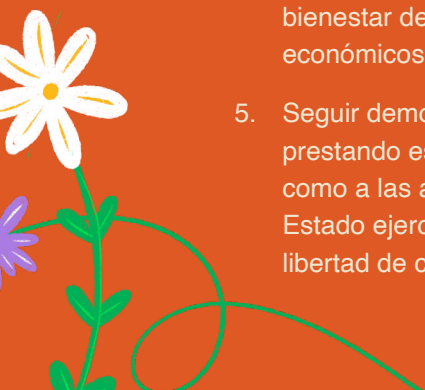 bienestar de
económicos
5. Seguir demo
prestando es
como a las a
Estado ejerc
libertad de c